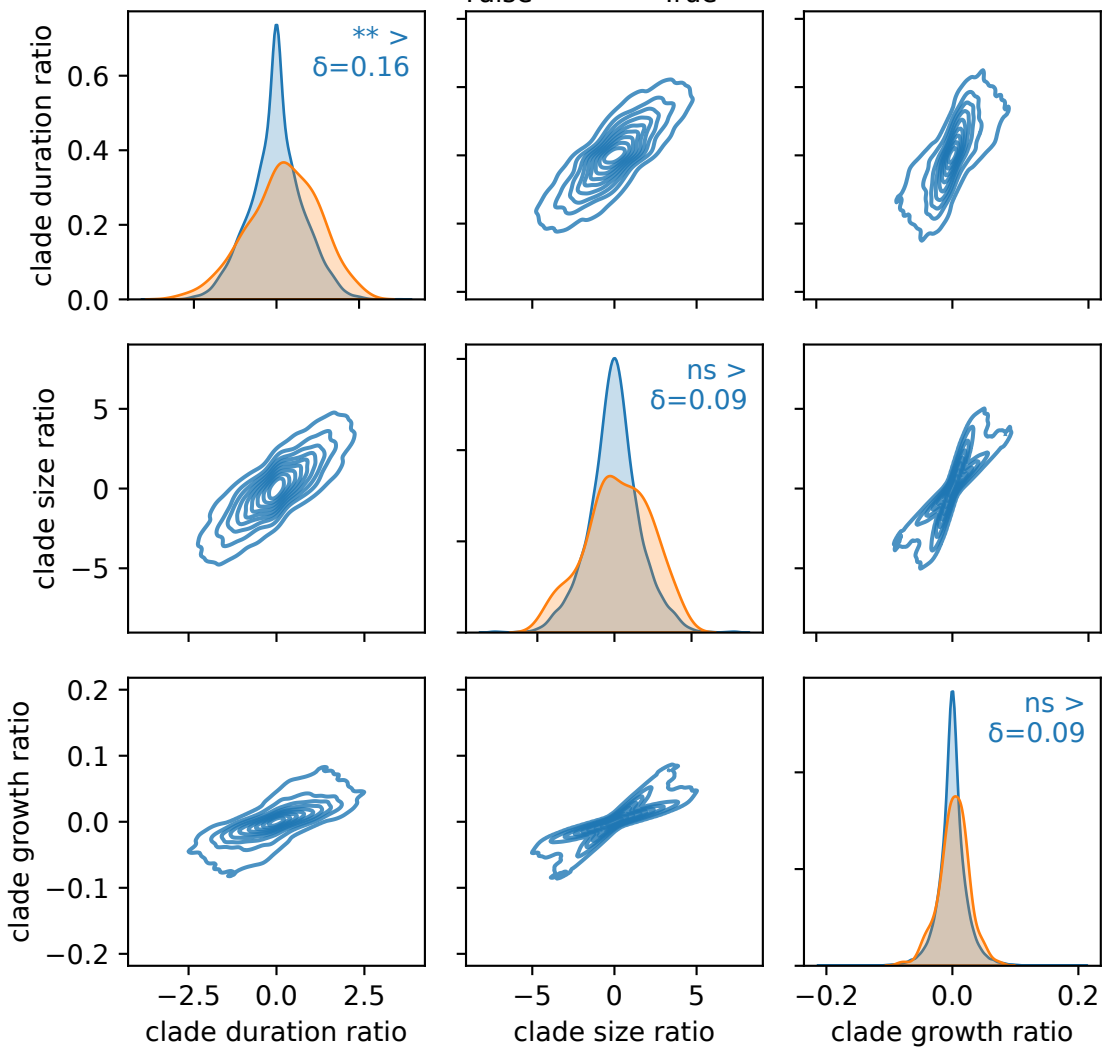 True
clade duration ratio
0.6
0.4
0.2
0.0
** >
δ=0.16
clade size ratio
5
0
−5
ns >
δ=0.09
clade growth ratio
0.2
0.1
0.0
−0.1
−0.2
ns >
δ=0.09
−2.5 0.0 2.5
−5 0 5
−0.2 0.0 0.2
clade duration ratio
clade size ratio
clade growth ratio